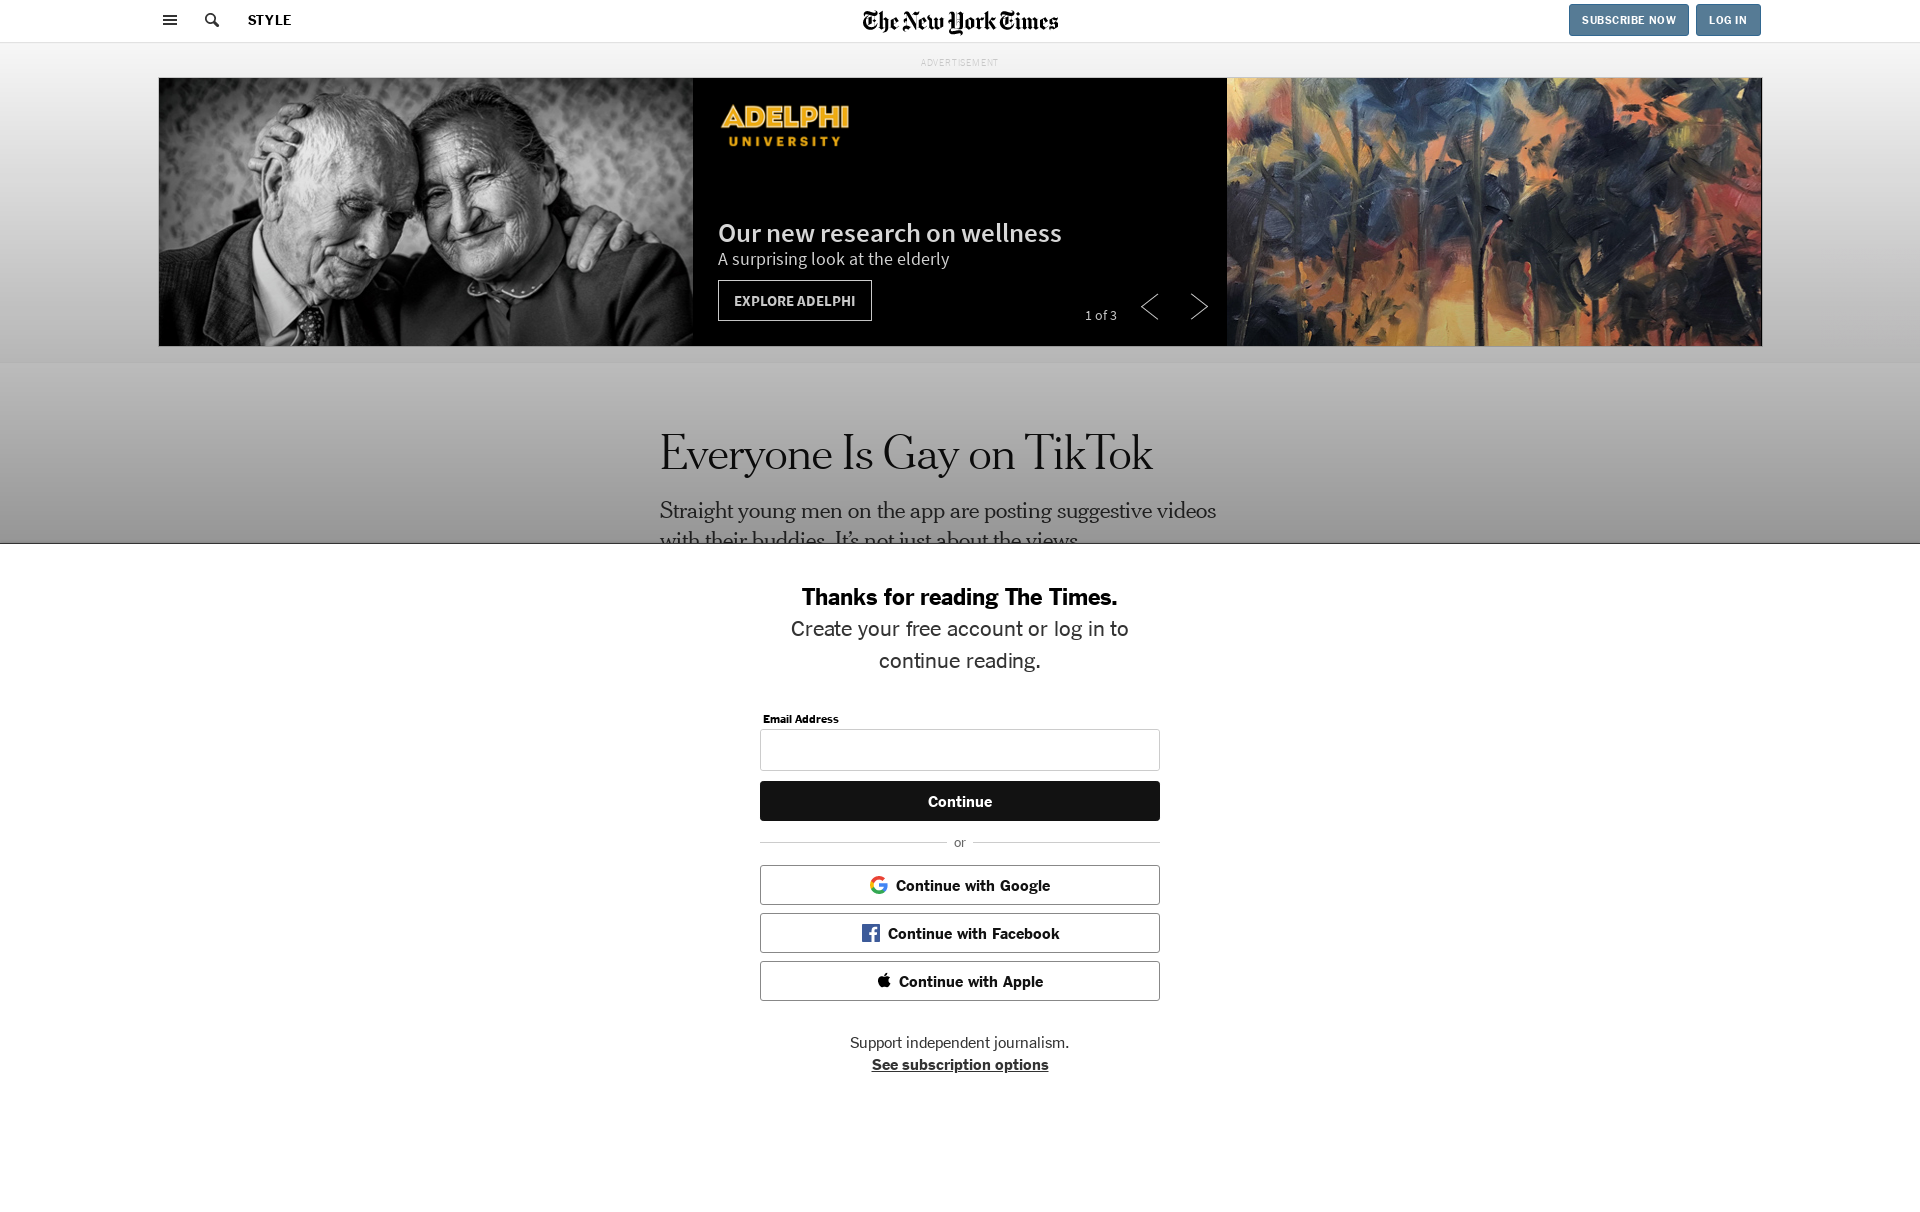 STYLE
The New York Times
SUBSCRIBE NOW
LOG IN
ADVERTISEMENT
ADELPHI
UNIVERSITY
Our new research on wellness
A surprising look at the elderly
EXPLORE ADELPHI
1 of 3
Everyone Is Gay on TikTok
Straight young men on the app are posting suggestive videos
with their buddies. It's not just about the views.
Thanks for reading The Times.
Create your free account or log in to
continue reading.
Email Address
Continue
or
Continue with Google
Continue with Facebook
Continue with Apple
Support independent journalism.
See subscription options